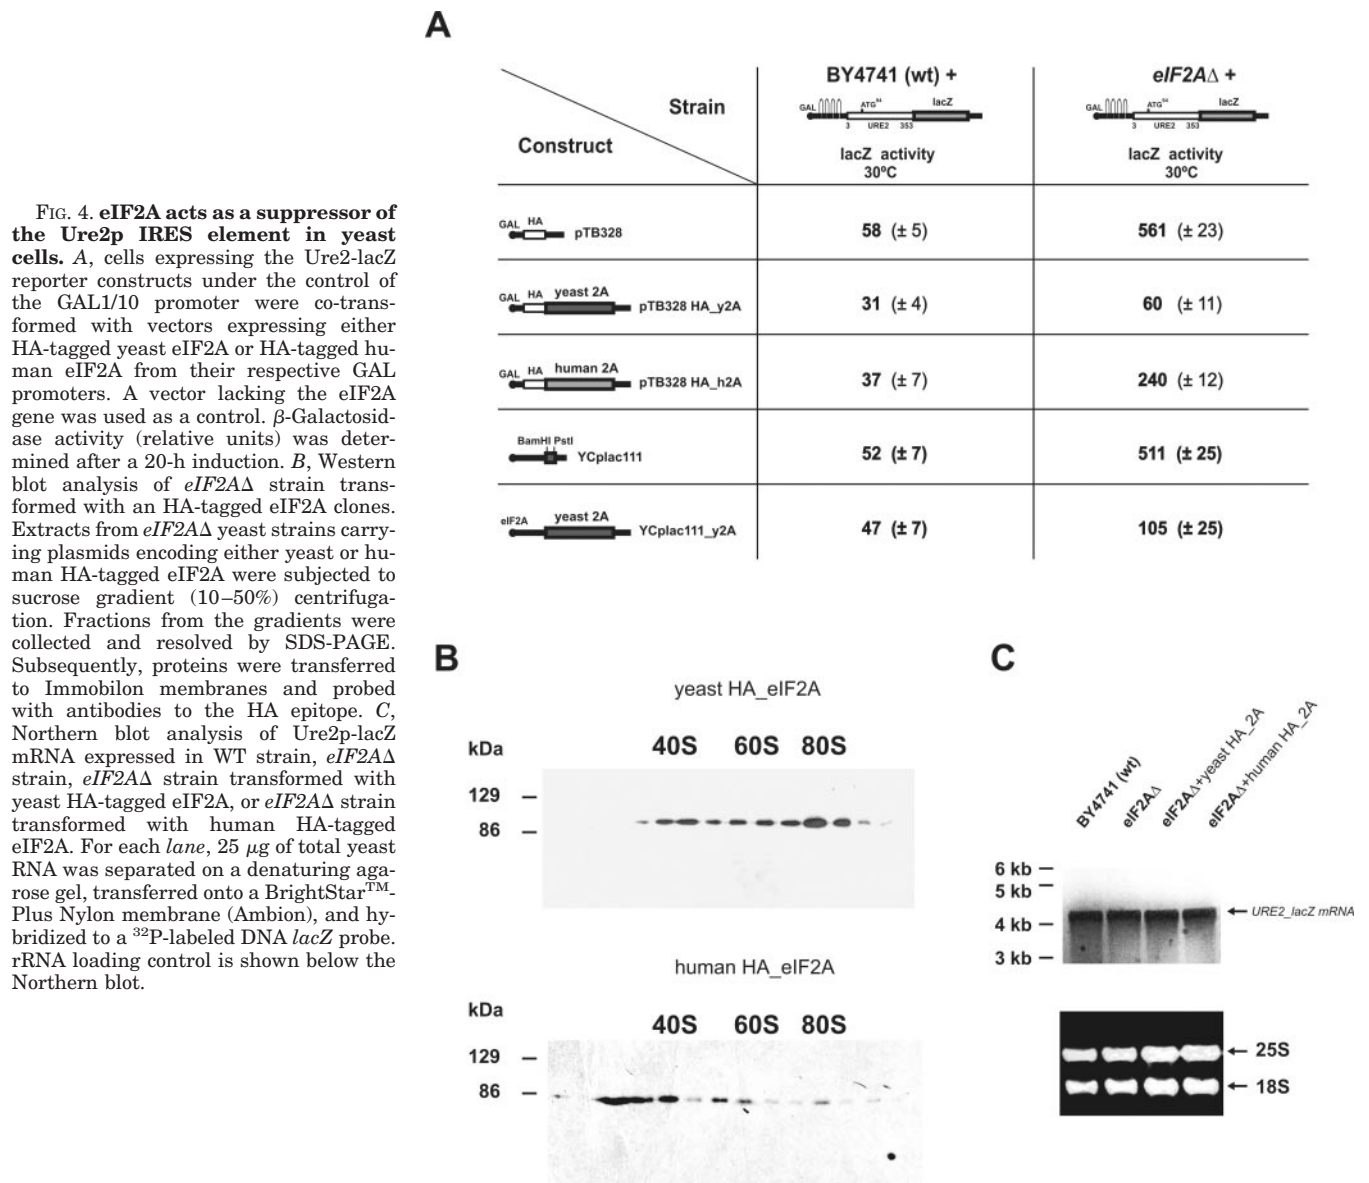 FIG. 4. eIF2A acts as a suppressor of
the Ure2p IRES element in yeast
cells. A, cells expressing the Ure2-lacZ
reporter constructs under the control of
the GAL1/10 promoter were co-trans-
formed with vectors expressing either
HA-tagged yeast eIF2A or HA-tagged hu-
man eIF2A from their respective GAL
promoters. A vector lacking the eIF2A
gene was used as a control. β-Galactosid-
ase activity (relative units) was deter-
mined after a 20-h induction. B, Western
blot analysis of eIF2AΔ strain trans-
formed with an HA-tagged eIF2A clones.
Extracts from eIF2AΔ yeast strains carry-
ing plasmids encoding either yeast or hu-
man HA-tagged eIF2A were subjected to
sucrose gradient (10–50%) centrifuga-
tion. Fractions from the gradients were
collected and resolved by SDS-PAGE.
Subsequently, proteins were transferred
to Immobilon membranes and probed
with antibodies to the HA epitope. C,
Northern blot analysis of Ure2p-lacZ
mRNA expressed in WT strain, eIF2AΔ
strain, eIF2AΔ strain transformed with
yeast HA-tagged eIF2A, or eIF2AΔ strain
transformed with human HA-tagged
eIF2A. For each lane, 25 μg of total yeast
RNA was separated on a denaturing aga-
rose gel, transferred onto a BrightStar™-
Plus Nylon membrane (Ambion), and hy-
bridized to a ³²P-labeled DNA lacZ probe.
rRNA loading control is shown below the
Northern blot.
A
Strain
Construct
BY4741 (wt) +
GAL ATG⁹⁴ lacZ
3 URE2 353
lacZ activity
30ºC
eIF2AΔ +
GAL ATG⁹⁴ lacZ
3 URE2 353
lacZ activity
30ºC
GAL HA pTB328 58 (± 5) 561 (± 23)
GAL HA yeast 2A pTB328 HA_y2A 31 (± 4) 60 (± 11)
GAL HA human 2A pTB328 HA_h2A 37 (± 7) 240 (± 12)
BamHI PstI YCplac111 52 (± 7) 511 (± 25)
eIF2A yeast 2A YCplac111_y2A 47 (± 7) 105 (± 25)
B
yeast HA_eIF2A
kDa 40S 60S 80S
129
86
human HA_eIF2A
kDa 40S 60S 80S
129
86
C
BY4741 (wt)
eIF2AΔ
eIF2AΔ+yeast HA_2A
eIF2AΔ+human HA_2A
6 kb
5 kb
4 kb
3 kb
URE2_lacZ mRNA
25S
18S